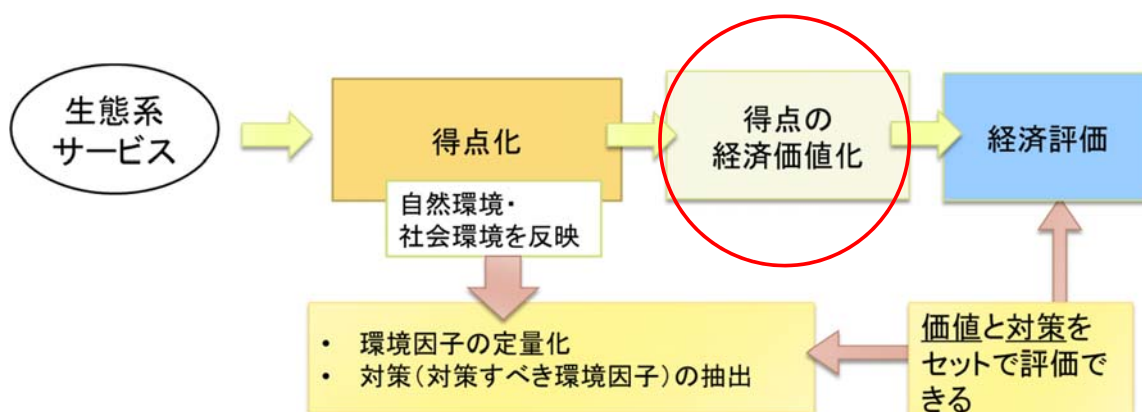 生態系
サービス
得点化
自然環境・
社会環境を反映
得点の
経済価値化
経済評価
• 環境因子の定量化
• 対策(対策すべき環境因子)の抽出
価値と対策を
セットで評価で
きる